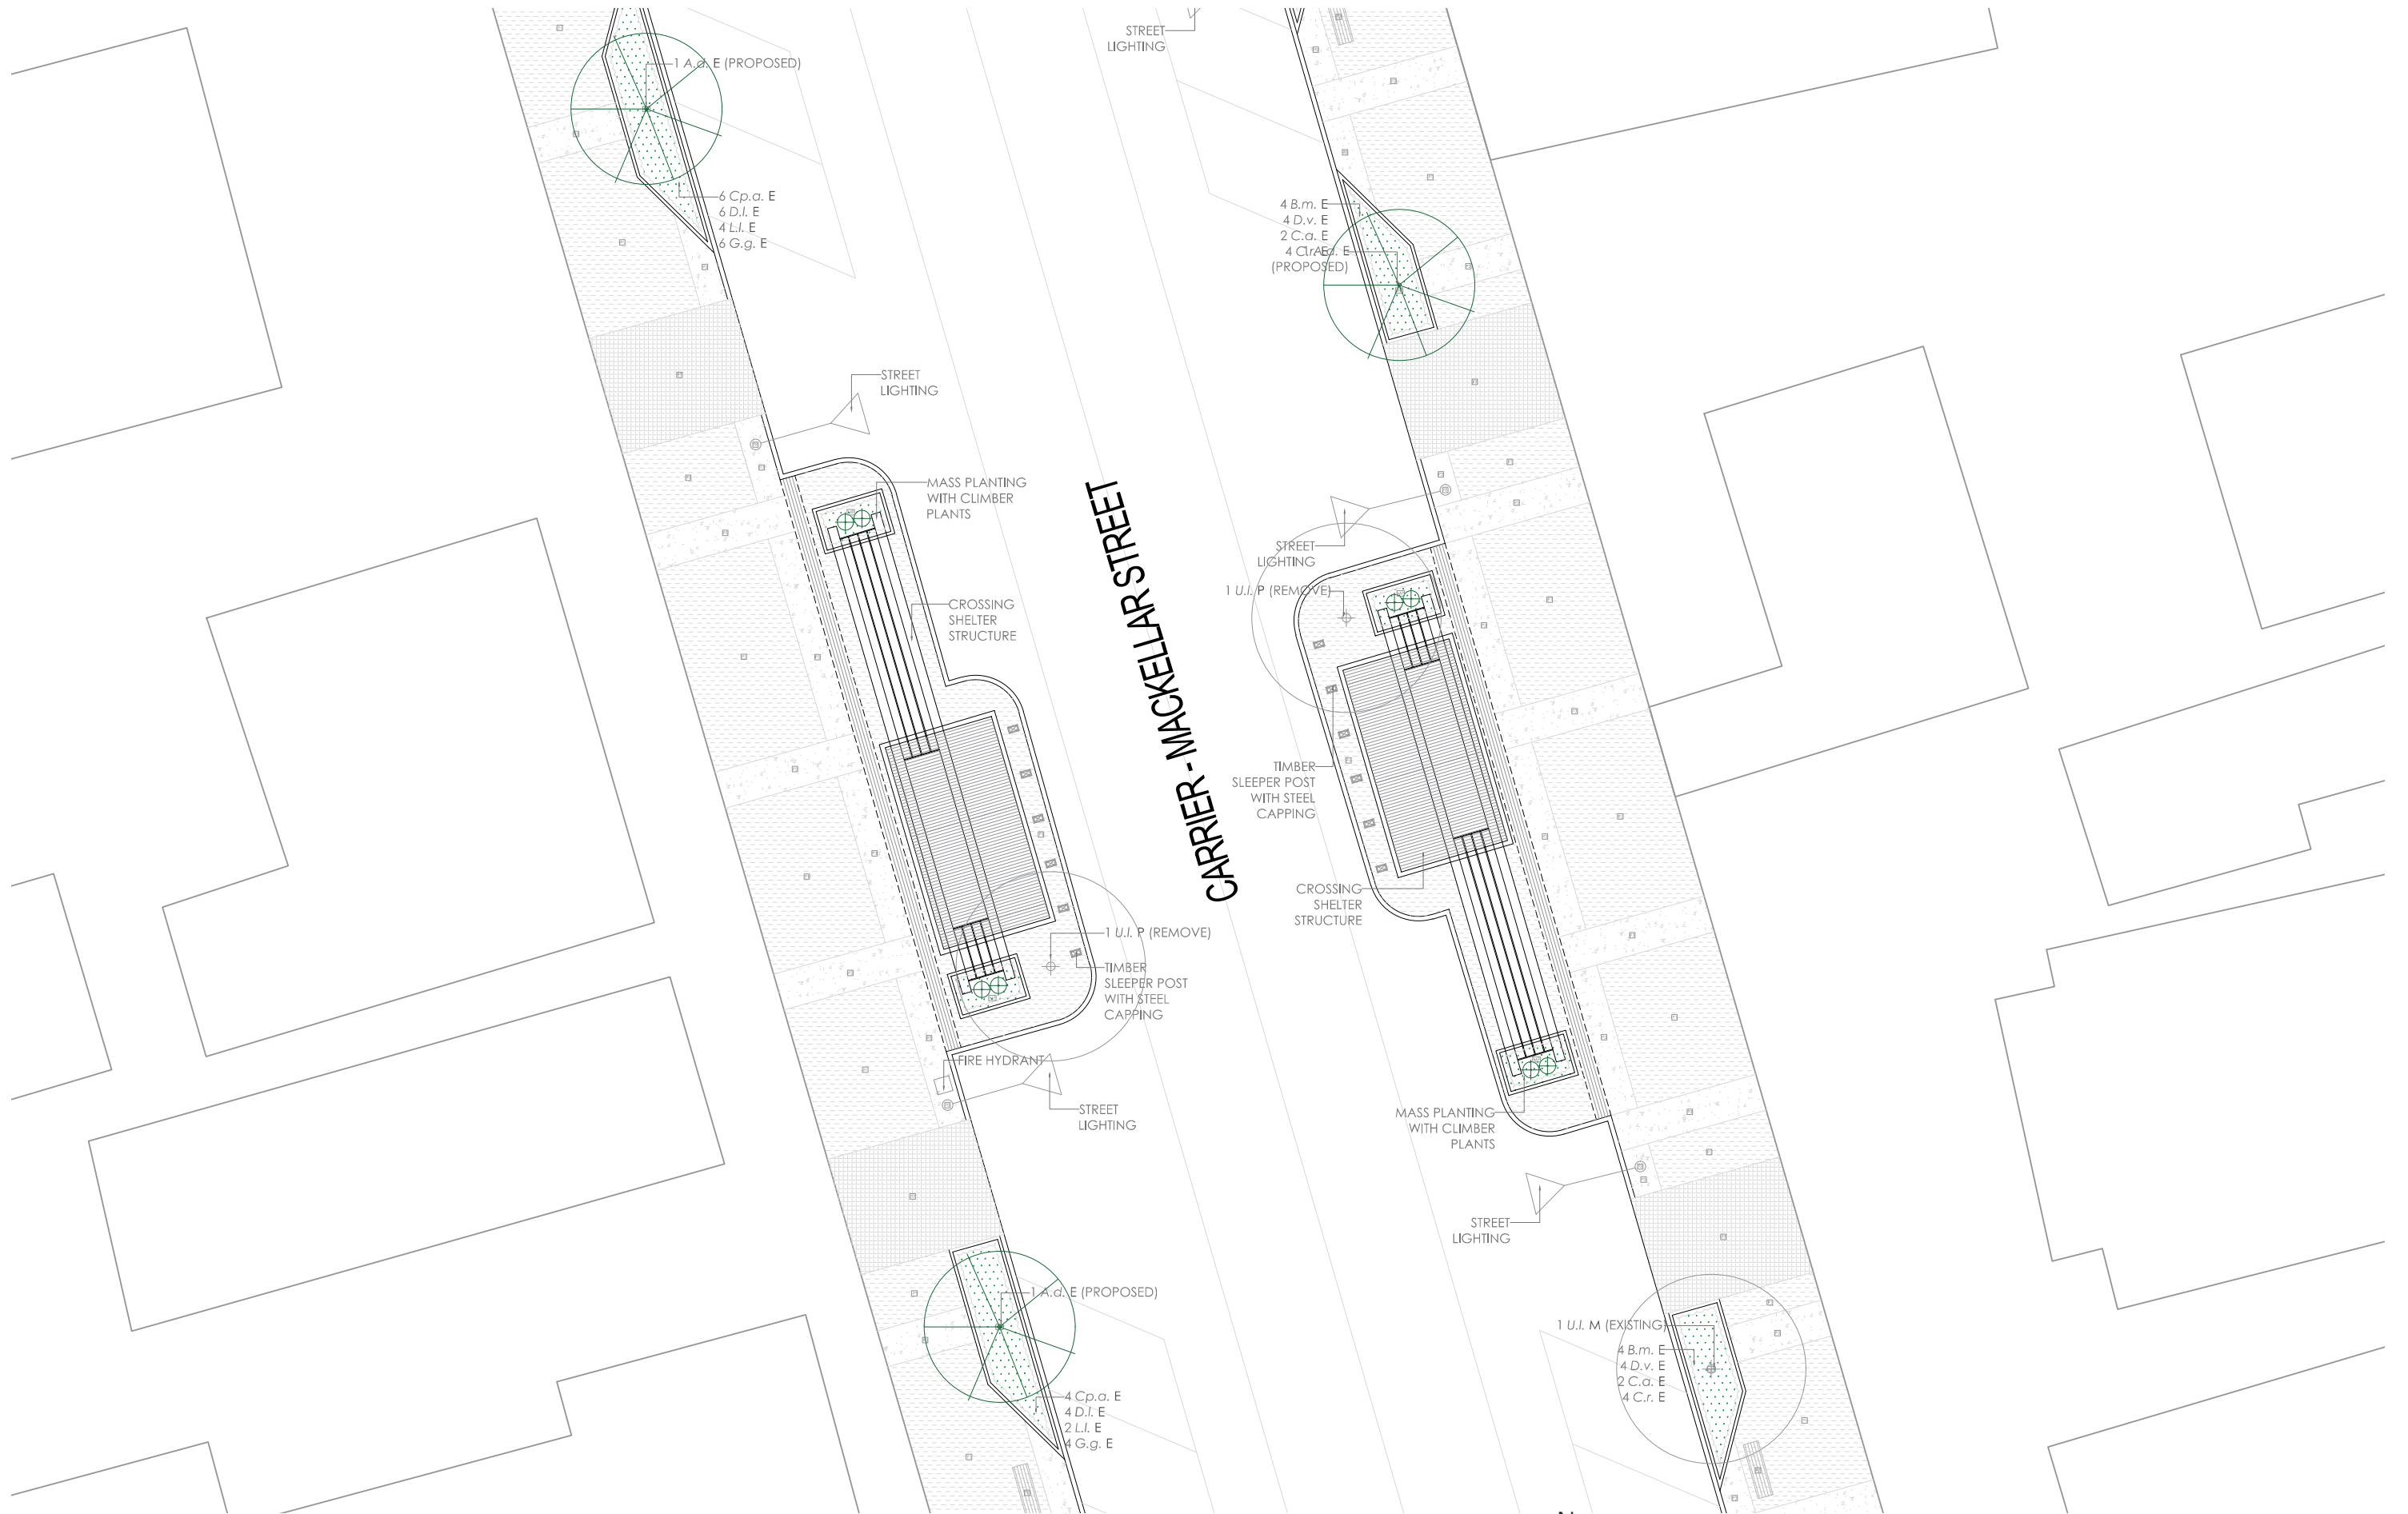 STREET
LIGHTING
1 A.d. E (PROPOSED)
6 Cp.a. E
6 D.l. E
4 L.l. E
6 G.g. E
4 B.m. E
4 D.v. E
2 C.a. E
(PROPOSED)
STREET
LIGHTING
MASS PLANTING
WITH CLIMBER
PLANTS
CARRIER - MACKELLAR STREET
STREET
LIGHTING
1 U.l. P (REMOVE)
CROSSING
SHELTER
STRUCTURE
TIMBER
SLEEPER POST
WITH STEEL
CAPPING
CROSSING
SHELTER
STRUCTURE
1 U.l. P (REMOVE)
TIMBER
SLEEPER POST
WITH STEEL
CAPPING
FIRE HYDRANT
STREET
LIGHTING
MASS PLANTING
WITH CLIMBER
PLANTS
STREET
LIGHTING
1 A.d. E (PROPOSED)
1 U.l. M (EXISTING)
4 B.m. E
4 D.v. E
2 C.a. E
4 C.r. E
4 Cp.a. E
4 D.l. E
2 L.l. E
4 G.g. E